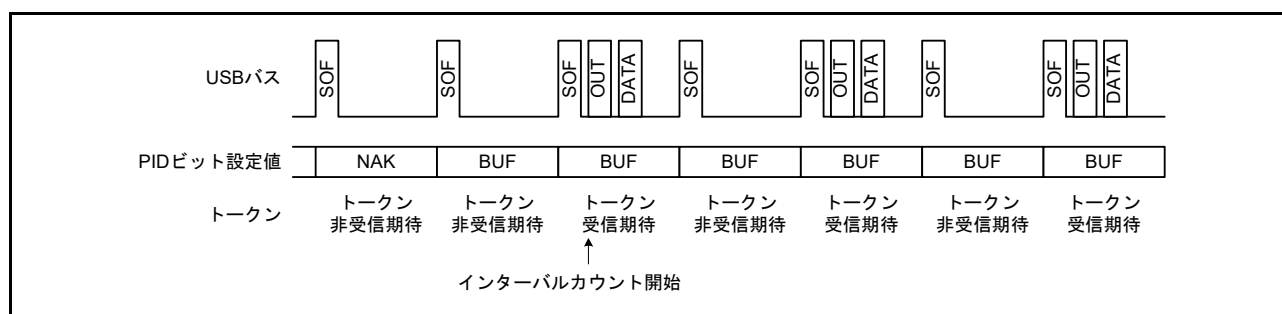 USBバス
SOF SOF SOF OUT DATA SOF SOF OUT DATA SOF SOF OUT DATA
PIDビット設定値 NAK BUF BUF BUF BUF BUF BUF
トークン
トークン 非受信期待
トークン 非受信期待
トークン 受信期待
トークン 非受信期待
トークン 受信期待
トークン 非受信期待
トークン 受信期待
インターバルカウント開始